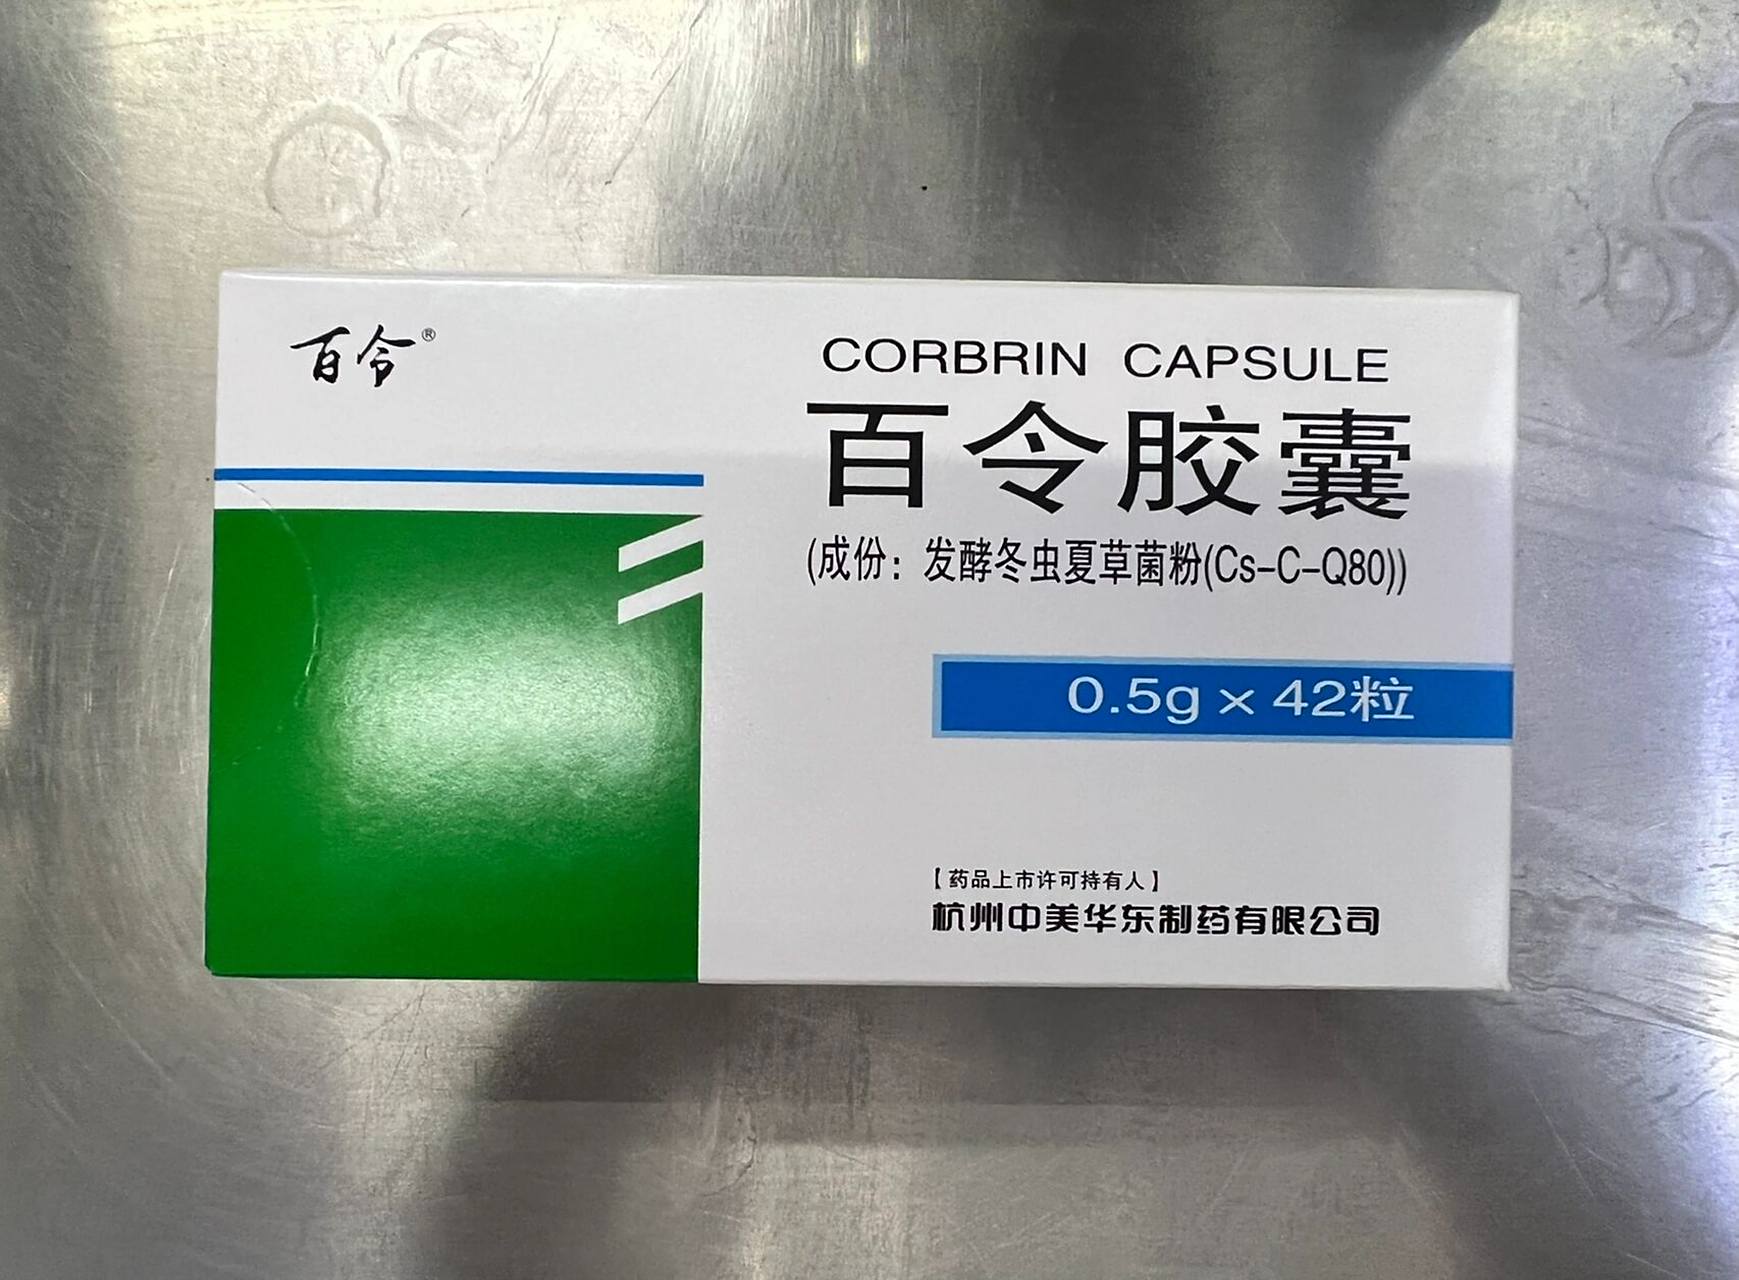 百令®
CORBRIN CAPSULE
百令胶囊
(成份：发酵冬虫夏草菌粉(Cs-C-Q80))
0.5g×42粒
【药品上市许可持有人】
杭州中美华东制药有限公司